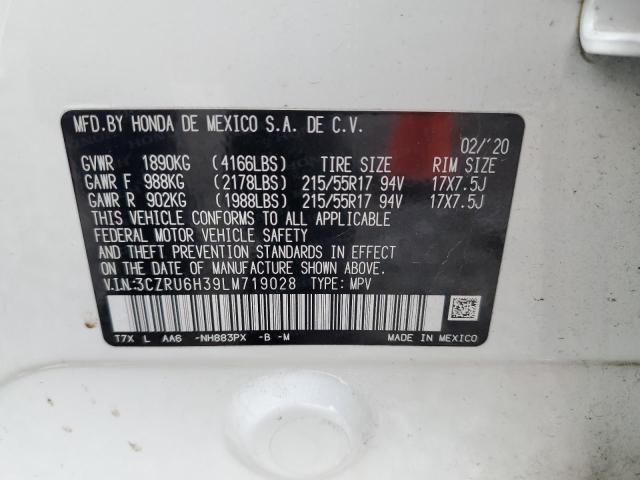 MFD.BY HONDA DE MEXICO S.A. DE C.V.
02/'20
GVWR 1890KG (4166LBS) TIRE SIZE RIM SIZE
GAWR F 988KG (2178LBS) 215/55R17 94V 17X7.5J
GAWR R 902KG (1988LBS) 215/55R17 94V 17X7.5J
THIS VEHICLE CONFORMS TO ALL APPLICABLE
FEDERAL MOTOR VEHICLE SAFETY
AND THEFT PREVENTION STANDARDS IN EFFECT
ON THE DATE OF MANUFACTURE SHOWN ABOVE.
V.I.N:3CZRU6H39LM719028 TYPE: MPV
T7X L AA6 -NH883PX -B -M MADE IN MEXICO